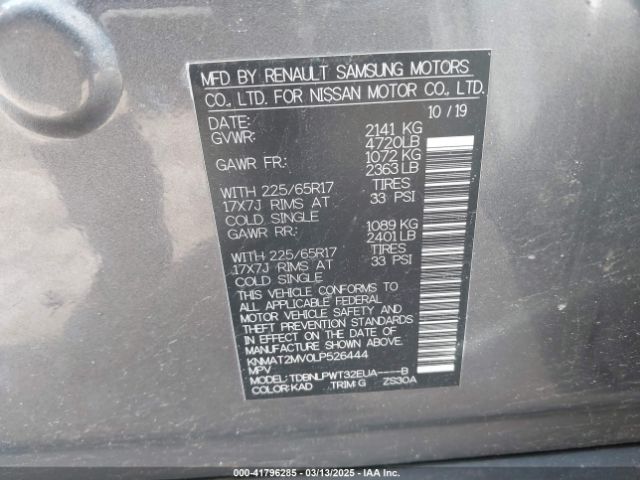 MFD BY RENAULT SAMSUNG MOTORS
CO., LTD. FOR NISSAN MOTOR CO., LTD.
DATE: 10/19
GVWR: 2141 KG
4720LB
GAWR FR: 1072 KG
2363 LB
WITH 225/65R17 TIRES
17X7J RIMS AT 33 PSI
COLD SINGLE
GAWR RR: 1089 KG
2401 LB
WITH 225/65R17 TIRES
17X7J RIMS AT 33 PSI
COLD SINGLE
THIS VEHICLE CONFORMS TO
ALL APPLICABLE FEDERAL
MOTOR VEHICLE SAFETY AND
THEFT PREVENTION STANDARDS
IN EFFECT ON THE DATE OF
MANUFACTURE SHOWN ABOVE.
KNMAT2MV0LP526444
MPV
MODEL: TDBNLPWT32EUA----B
COLOR: KAD TRIM: G ZS30A
000-41796285 - 03/13/2025 - IAA Inc.